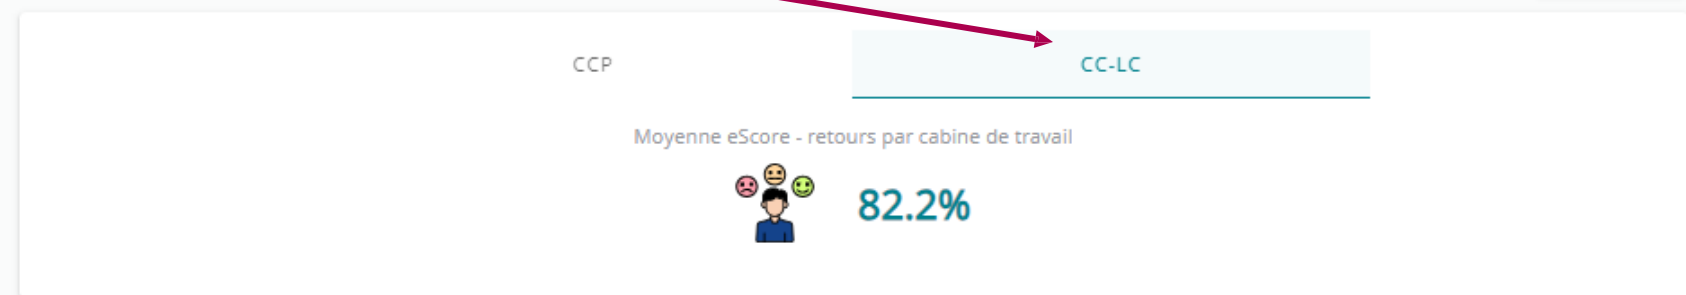 CCP CC-LC
Moyenne eScore - retours par cabine de travail
82.2%